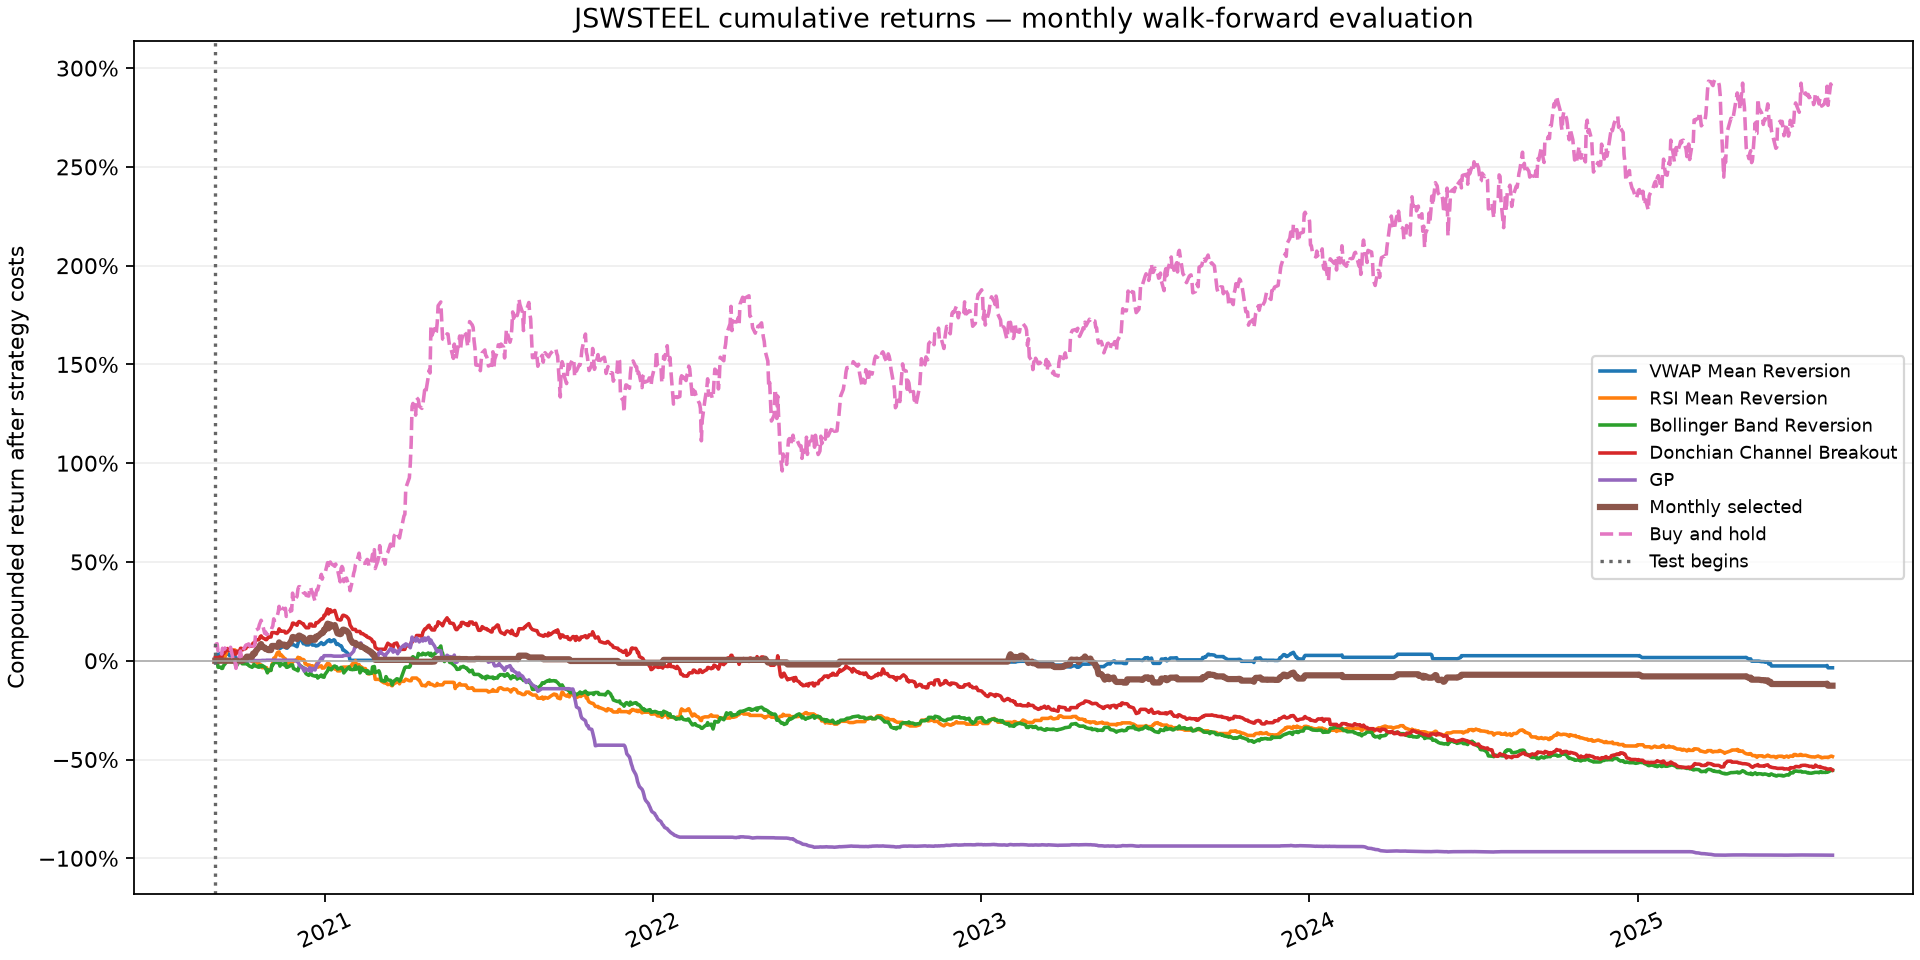 JSWSTEEL cumulative returns — monthly walk-forward evaluation
Compounded return after strategy costs
300%
250%
200%
150%
100%
50%
0%
−50%
−100%
VWAP Mean Reversion
RSI Mean Reversion
Bollinger Band Reversion
Donchian Channel Breakout
GP
Monthly selected
Buy and hold
Test begins
2021
2022
2023
2024
2025